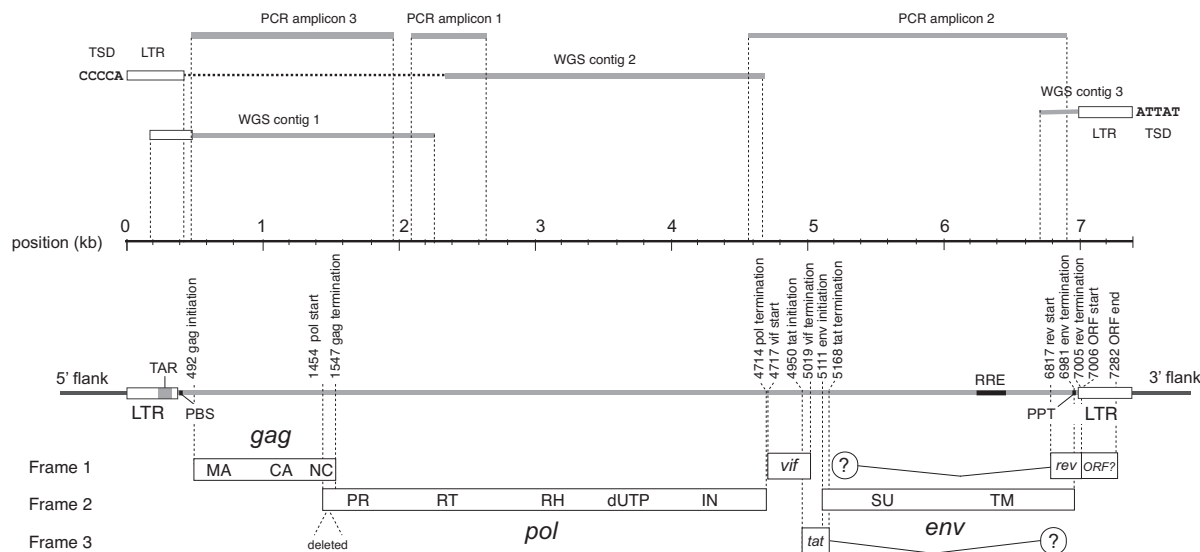 PCR amplicon 3
PCR amplicon 1
PCR amplicon 2
TSD LTR
CCCCA
WGS contig 2
WGS contig 3
ATTAT
LTR TSD
WGS contig 1
position (kb)
0 1 2 3 4 5 6 7
492 gag initiation
1454 pol start
1547 gag termination
4714 pol termination
4717 vif start
4950 tat initiation
5019 vif termination
5111 env initiation
5168 tat termination
6817 rev start
6981 env termination
7005 rev termination
7006 ORF start
7282 ORF end
5' flank
TAR
RRE
3' flank
LTR
PBS
PPT
LTR
gag
Frame 1
MA CA NC
vif
?
rev
ORF?
Frame 2
PR RT RH dUTP IN
SU TM
pol
env
Frame 3
deleted
tat
?